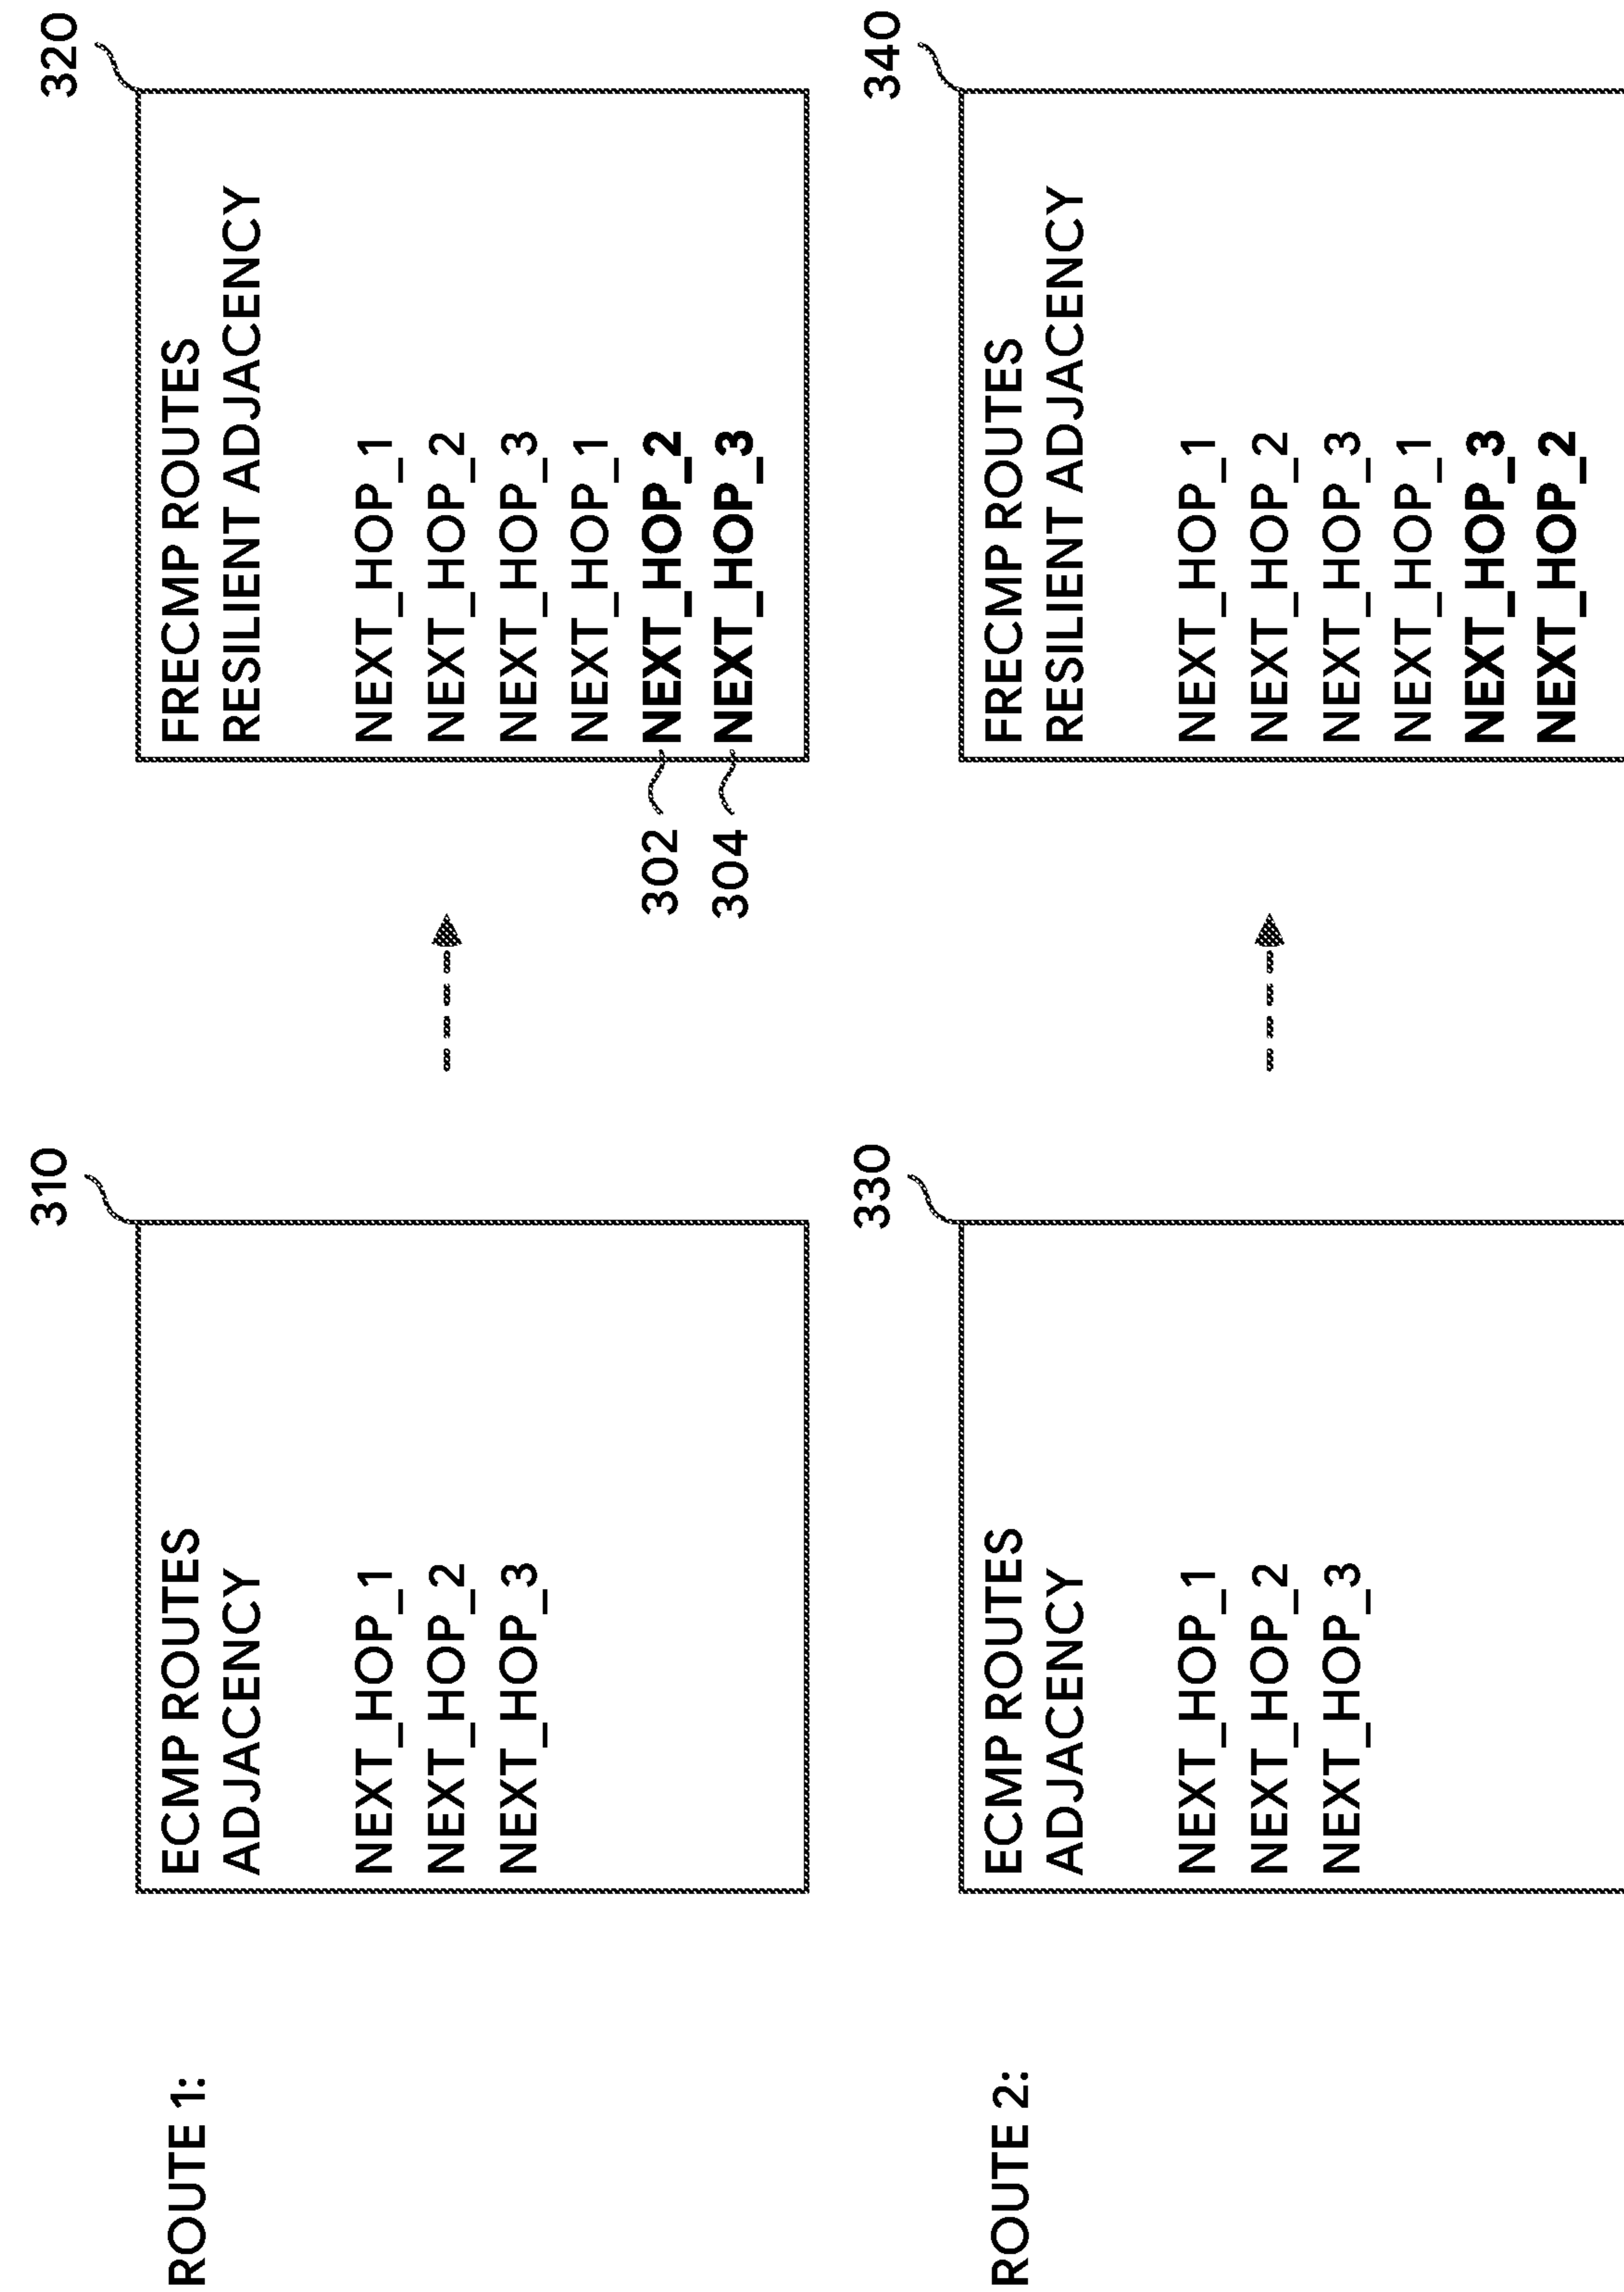 ROUTE 1:
310
ECMP ROUTES
ADJACENCY
NEXT_HOP_1
NEXT_HOP_2
NEXT_HOP_3
320
FRECMP ROUTES
RESILIENT ADJACENCY
NEXT_HOP_1
NEXT_HOP_2
NEXT_HOP_3
NEXT_HOP_1
302
NEXT_HOP_2
304
NEXT_HOP_3
ROUTE 2:
330
ECMP ROUTES
ADJACENCY
NEXT_HOP_1
NEXT_HOP_2
NEXT_HOP_3
340
FRECMP ROUTES
RESILIENT ADJACENCY
NEXT_HOP_1
NEXT_HOP_2
NEXT_HOP_3
NEXT_HOP_1
NEXT_HOP_3
NEXT_HOP_2